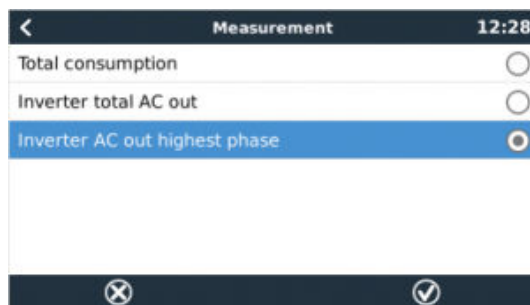 Measurement 12:28
Total consumption
Inverter total AC out
Inverter AC out highest phase